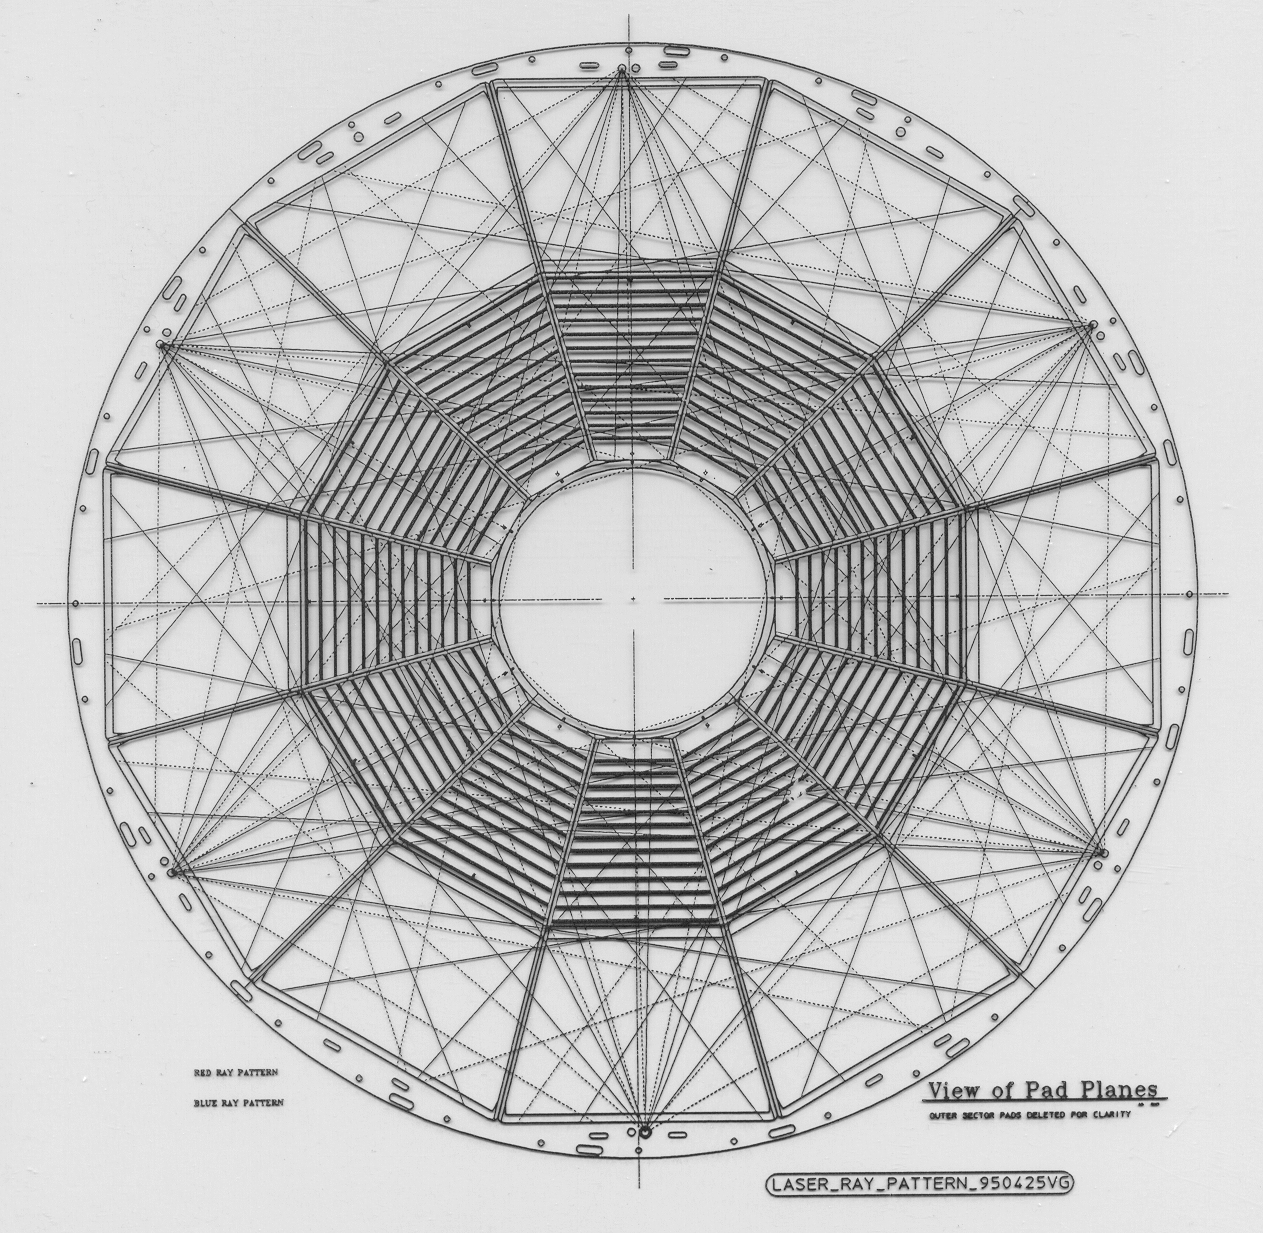 RED RAY PATTERN
BLUE RAY PATTERN
View of Pad Planes
OUTER SECTOR PADS DELETED FOR CLARITY
LASER_RAY_PATTERN_950425VG